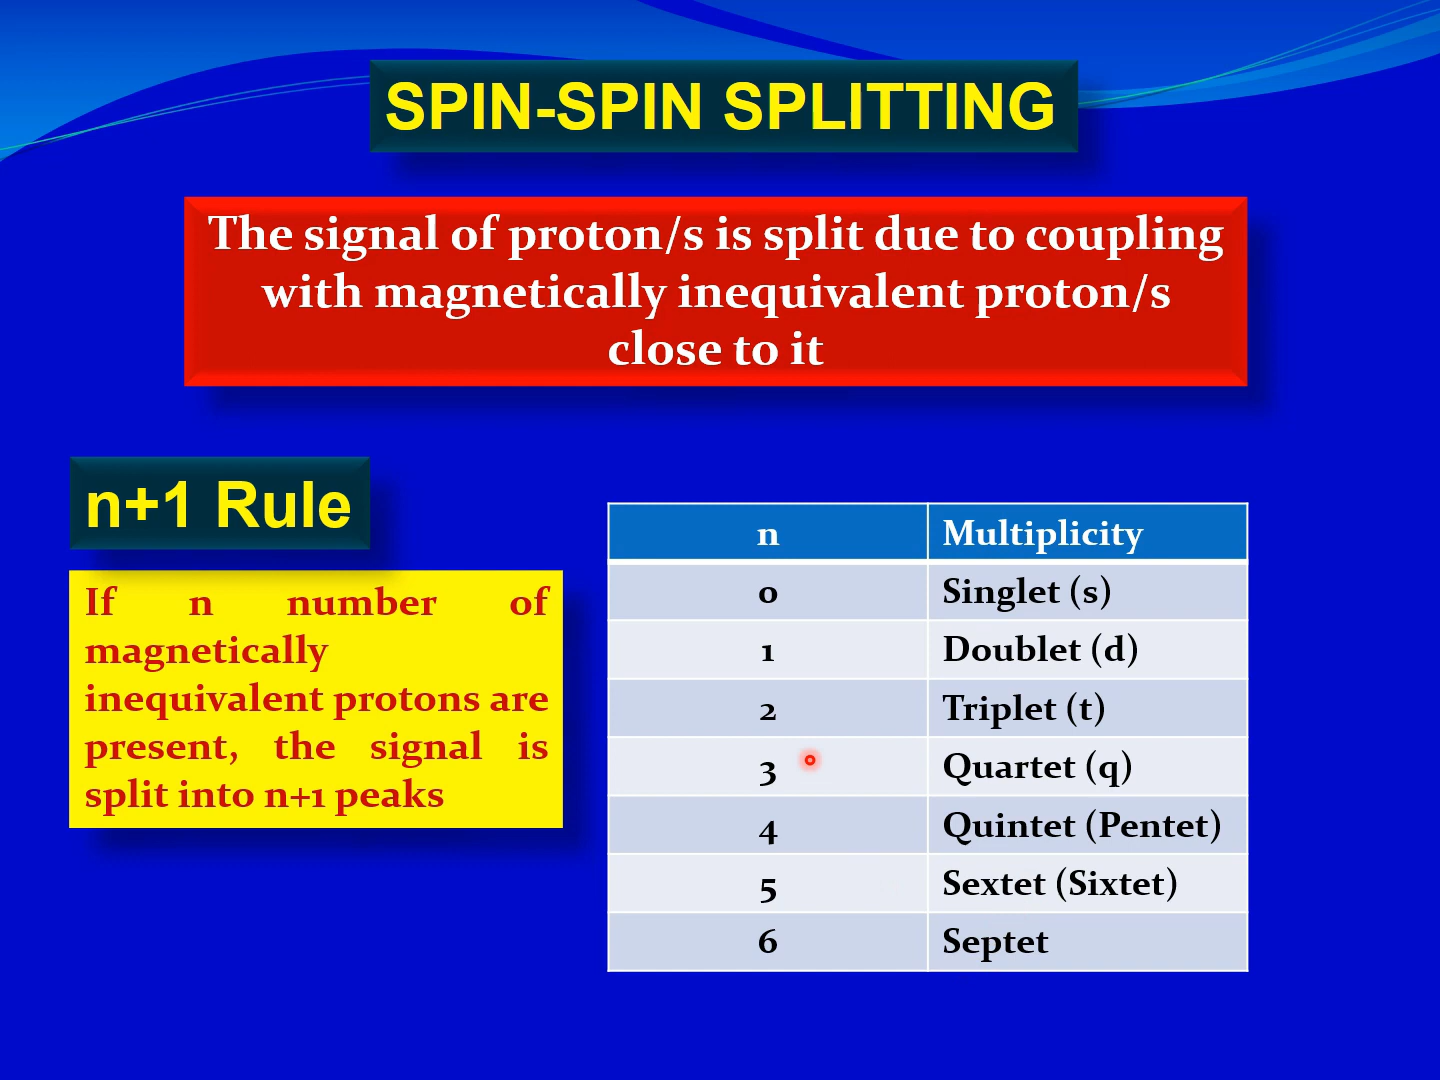 SPIN-SPIN SPLITTING
The signal of proton/s is split due to coupling
with magnetically inequivalent proton/s
close to it
n+1 Rule
If n number of
magnetically
inequivalent protons are
present, the signal is
split into n+1 peaks
n Multiplicity
0 Singlet (s)
1 Doublet (d)
2 Triplet (t)
3 Quartet (q)
4 Quintet (Pentet)
5 Sextet (Sixtet)
6 Septet